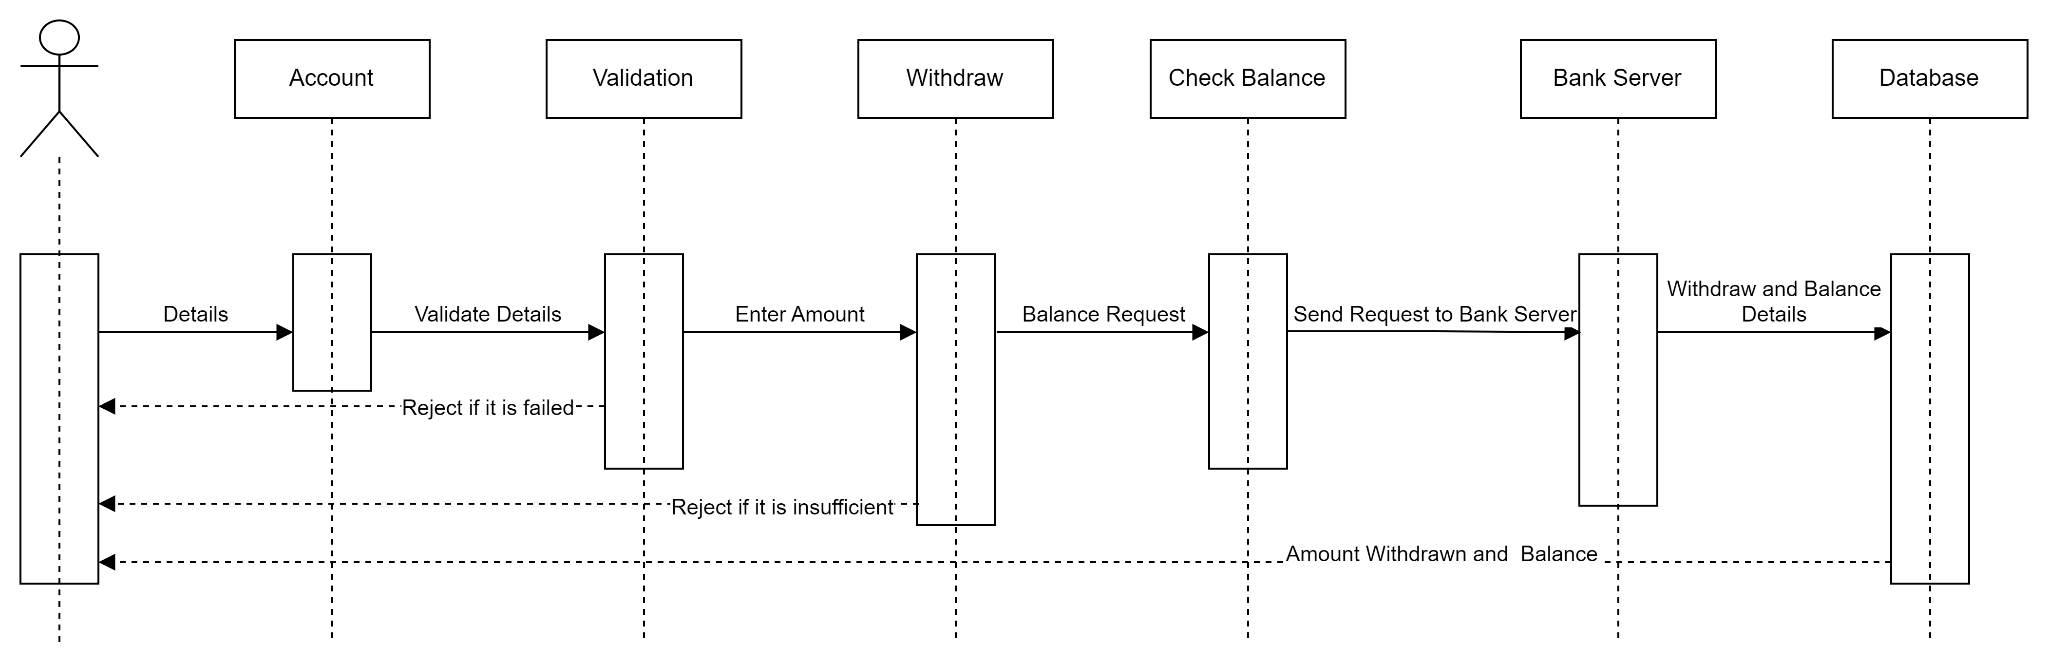 Account
Validation
Withdraw
Check Balance
Bank Server
Database
Details
Validate Details
Enter Amount
Balance Request
Send Request to Bank Server
Withdraw and Balance
Details
Reject if it is failed
Reject if it is insufficient
Amount Withdrawn and  Balance